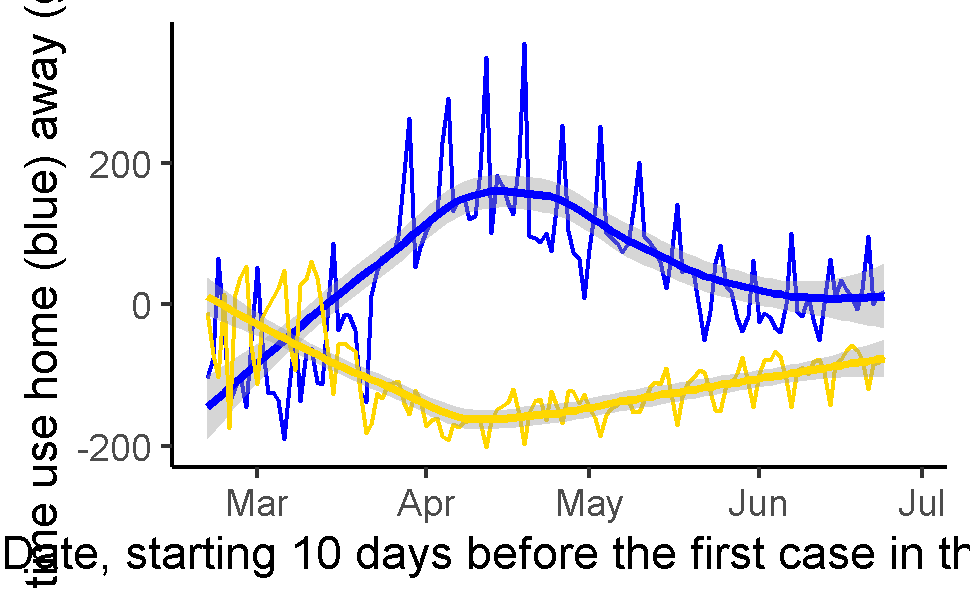 time use home (blue) away (
200
0
-200
Mar Apr May Jun Jul
Date, starting 10 days before the first case in th